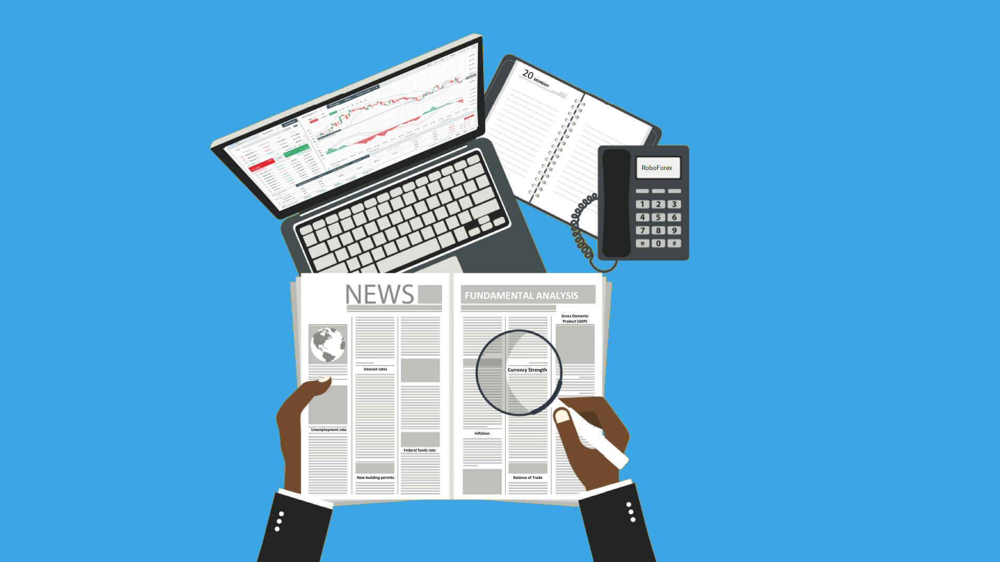 20 MONDAY
RoboForex
1 2 3
4 5 6
7 8 9
* 0 #
NEWS
FUNDAMENTAL ANALYSIS
Gross Domestic
Product (GDP)
Interest rates
Currency Strength
Unemployment rate
Inflation
Federal funds rate
New building permits
Balance of Trade